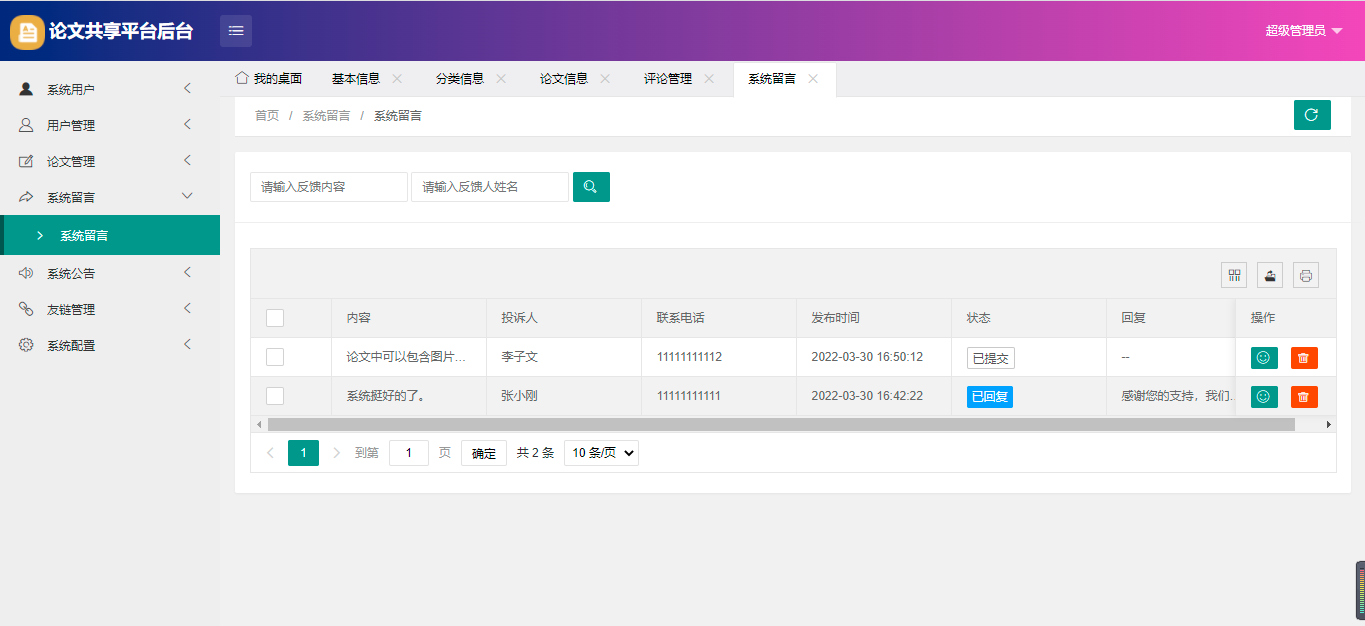 论文共享平台后台
超级管理员
系统用户
用户管理
论文管理
系统留言
系统留言
系统公告
友链管理
系统配置
我的桌面 基本信息 分类信息 论文信息 评论管理 系统留言
首页 / 系统留言 / 系统留言
请输入反馈内容 请输入反馈人姓名
内容 投诉人 联系电话 发布时间 状态 回复 操作
论文中可以包含图片... 李子文 11111111112 2022-03-30 16:50:12 已提交 --
系统挺好的了。 张小刚 11111111111 2022-03-30 16:42:22 已回复 感谢您的支持，我们...
1 到第 1 页 确定 共 2 条 10 条/页